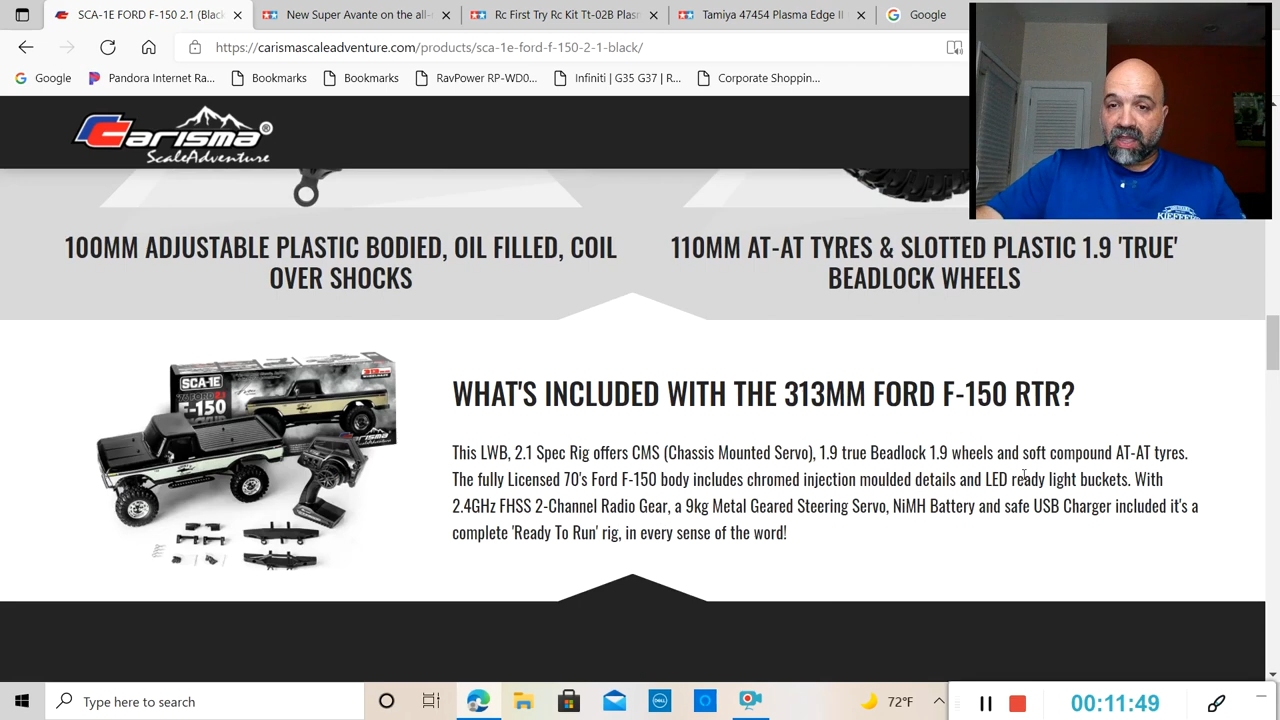 SCA-1E FORD F-150 2.1 (Black
New Super Avante on the all-
Rc First Try Rc Kit Tt-02B Plasm
Tamiya 47454 Plasma Edge II
Google
https://carismascaleadventure.com/products/sca-1e-ford-f-150-2-1-black/
Google
Pandora Internet Ra...
Bookmarks
Bookmarks
RavPower RP-WD0...
Infiniti | G35 G37 | R...
Corporate Shoppin...
Carisma®
ScaleAdventure
KIEFFER'S
100MM ADJUSTABLE PLASTIC BODIED, OIL FILLED, COIL
OVER SHOCKS
110MM AT-AT TYRES & SLOTTED PLASTIC 1.9 'TRUE'
BEADLOCK WHEELS
SCA-1E
F-150
Carisma
WHAT'S INCLUDED WITH THE 313MM FORD F-150 RTR?
This LWB, 2.1 Spec Rig offers CMS (Chassis Mounted Servo), 1.9 true Beadlock 1.9 wheels and soft compound AT-AT tyres.
The fully Licensed 70's Ford F-150 body includes chromed injection moulded details and LED ready light buckets. With
2.4GHz FHSS 2-Channel Radio Gear, a 9kg Metal Geared Steering Servo, NiMH Battery and safe USB Charger included it's a
complete 'Ready To Run' rig, in every sense of the word!
Type here to search
DELL
72°F
00:11:49